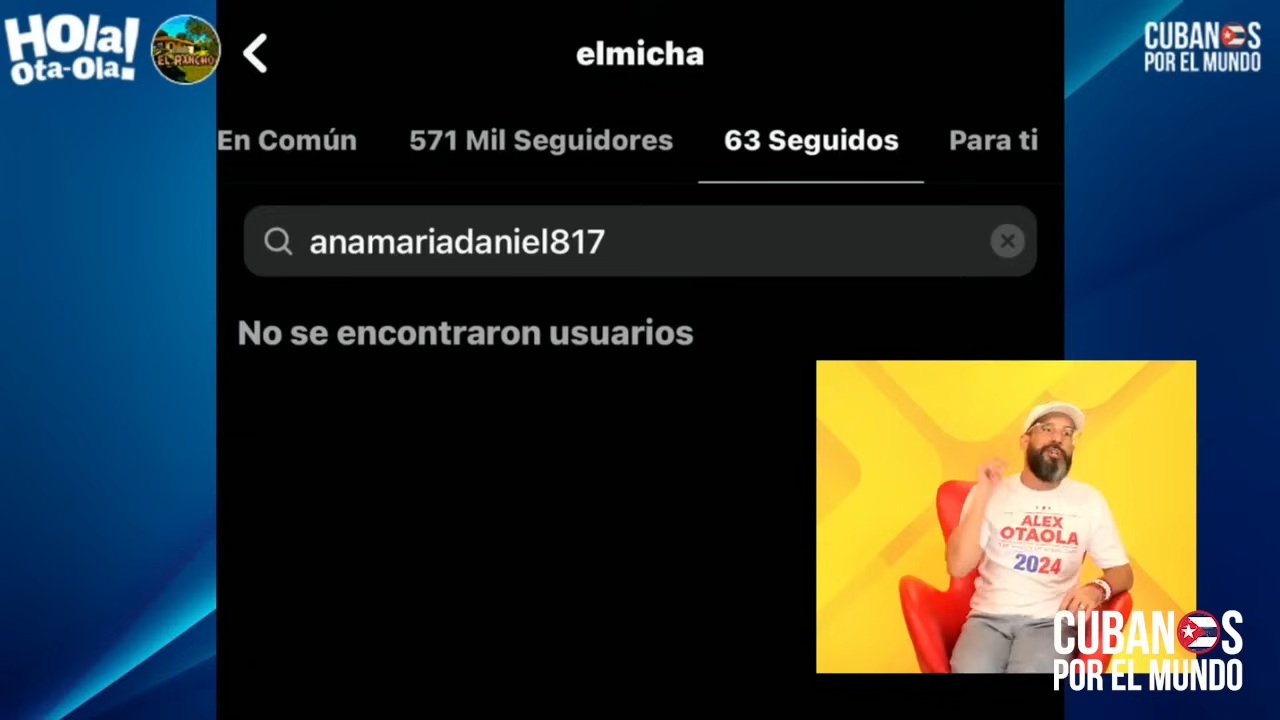 HOla!
Ota-Ola!
EL RANCHO
elmicha
CUBANOS
POR EL MUNDO
En Común
571 Mil Seguidores
63 Seguidos
Para ti
anamariadaniel817
No se encontraron usuarios
ALEX
OTAOLA
2024
CUBANOS
POR EL MUNDO